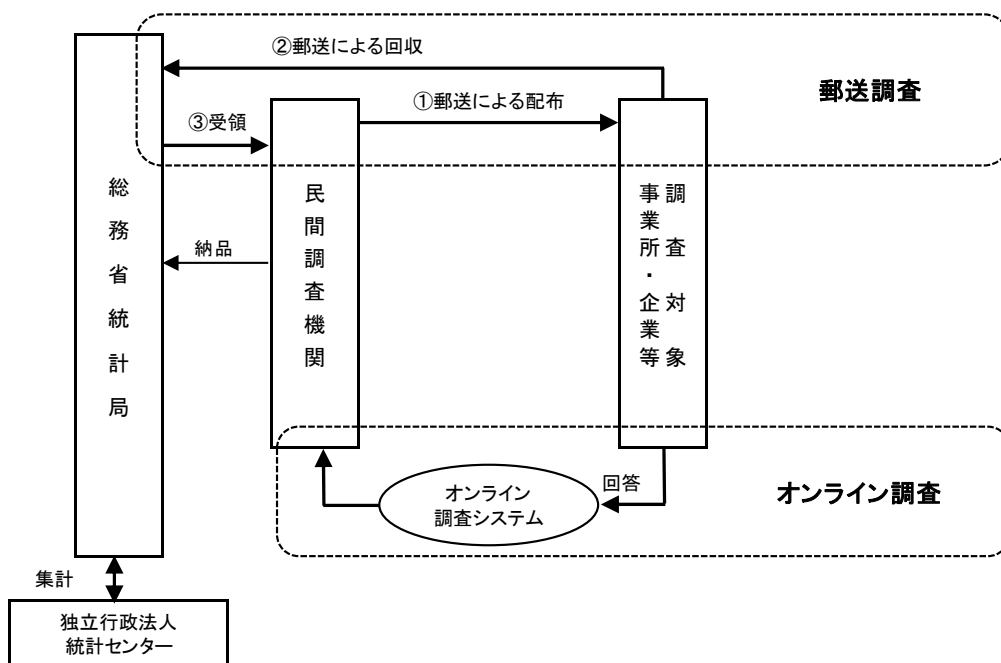 ②郵送による回収
郵送調査
①郵送による配布
③受領
総務省統計局
民間調査機関
調査対象
事業所・企業等
納品
オンライン調査
回答
オンライン
調査システム
集計
独立行政法人
統計センター